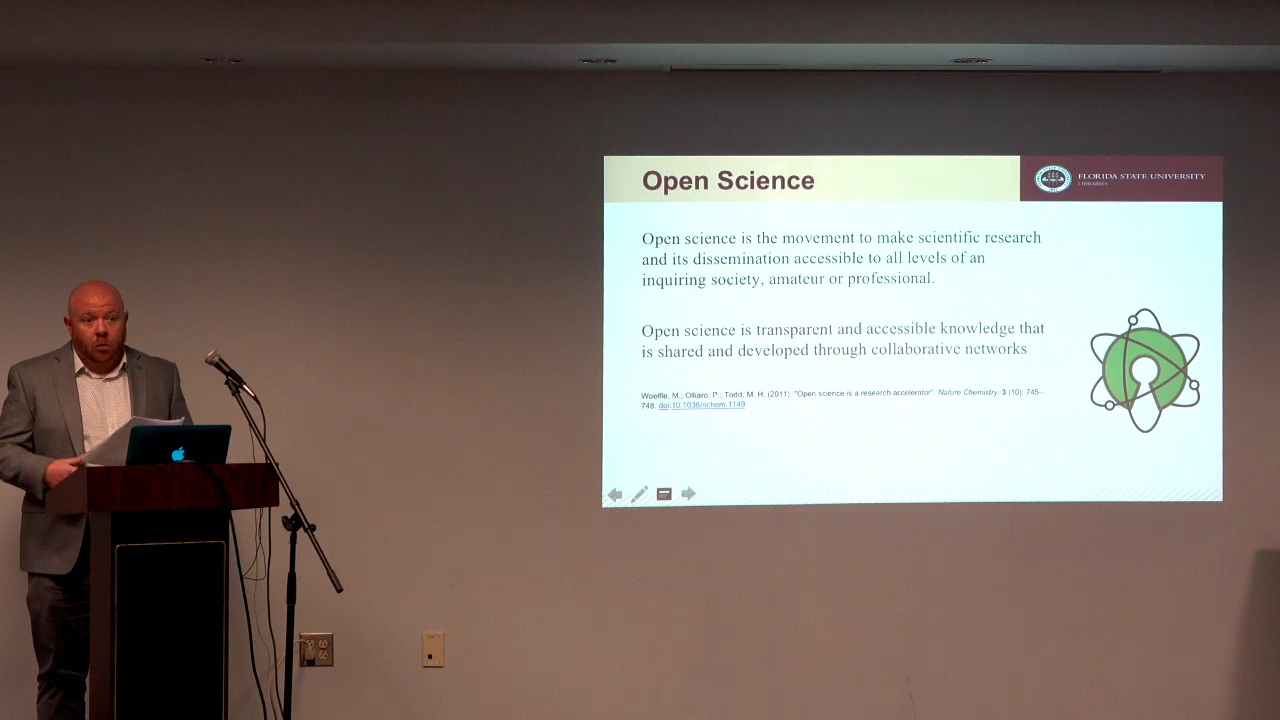 Open Science
FLORIDA STATE UNIVERSITY
LIBRARIES
Open science is the movement to make scientific research
and its dissemination accessible to all levels of an
inquiring society, amateur or professional.
Open science is transparent and accessible knowledge that
is shared and developed through collaborative networks
Woelfle, M.; Olliaro, P.; Todd, M. H. (2011). "Open science is a research accelerator". Nature Chemistry. 3 (10): 745–
748. doi:10.1038/nchem.1149